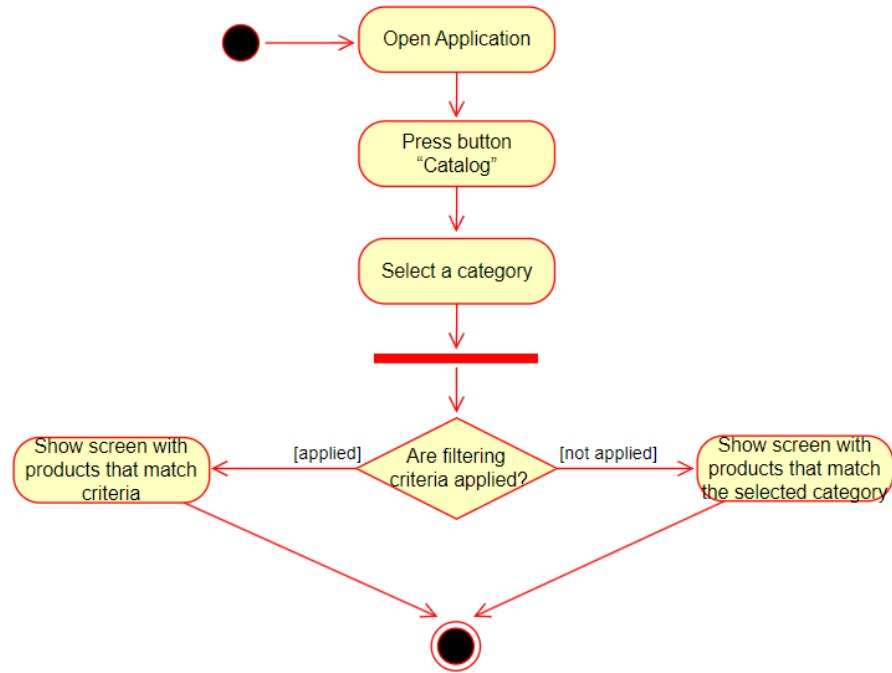 Open Application
Press button
“Catalog”
Select a category
[applied]
Are filtering
criteria applied?
[not applied]
Show screen with
products that match
criteria
Show screen with
products that match
the selected category